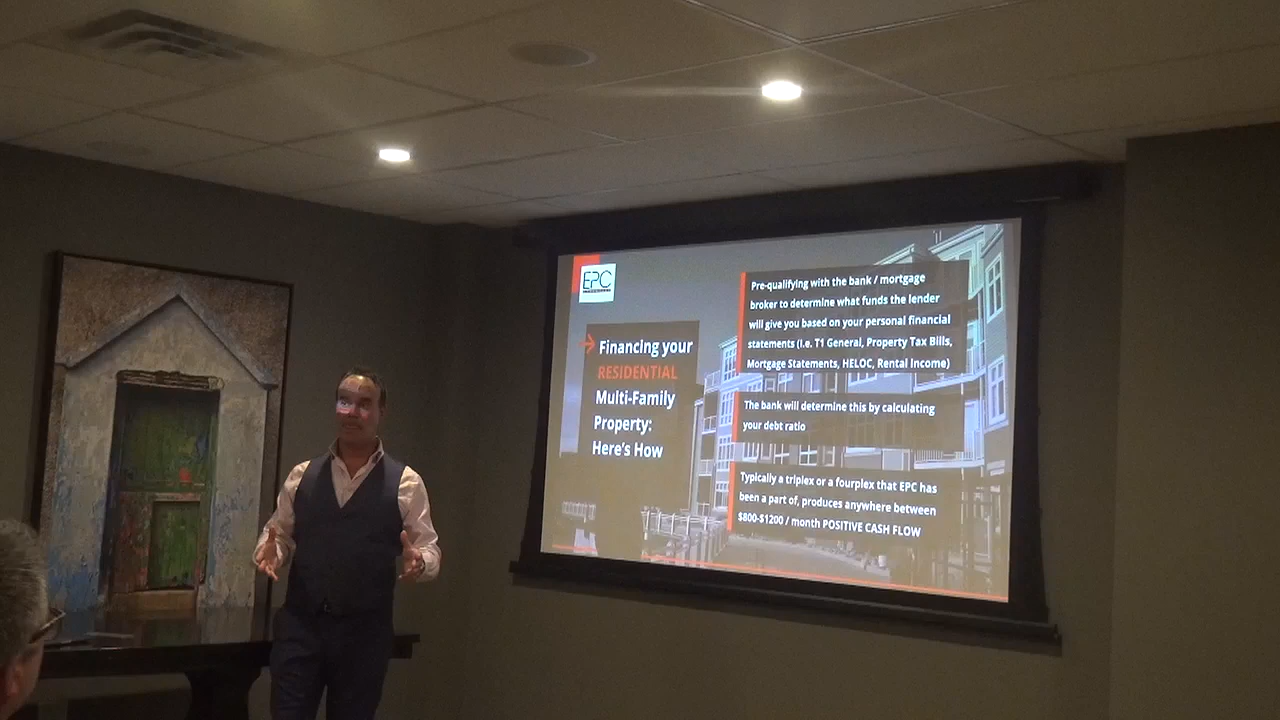 EPC
Financing your
RESIDENTIAL
Multi-Family
Property:
Here's How
Pre-qualifying with the bank / mortgage
broker to determine what funds the lender
will give you based on your personal financial
statements (i.e. T1 General, Property Tax Bills,
Mortgage Statements, HELOC, Rental Income)
The bank will determine this by calculating
your debt ratio
Typically a triplex or a fourplex that EPC has
been a part of, produces anywhere between
$800-$1200 / month POSITIVE CASH FLOW